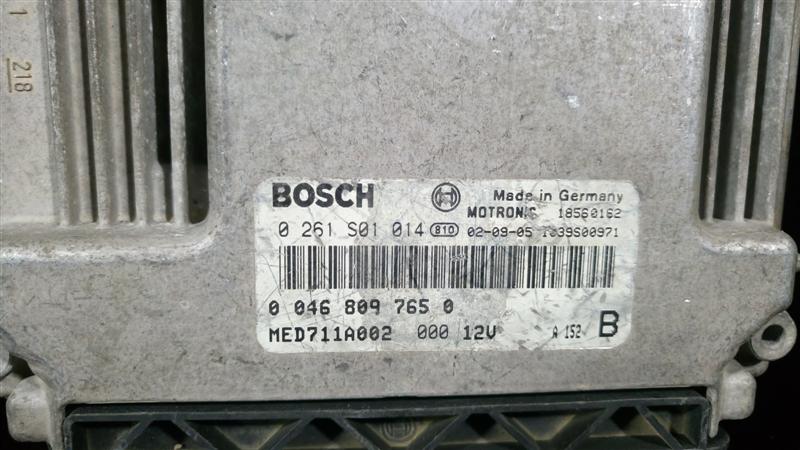 1
218
BOSCH Made in Germany
MOTRONIC 18560162
0 261 S01 014 810 02-09-05 1039S00971
0 046 809 765 0
MED711A002 000 12V A 152 B